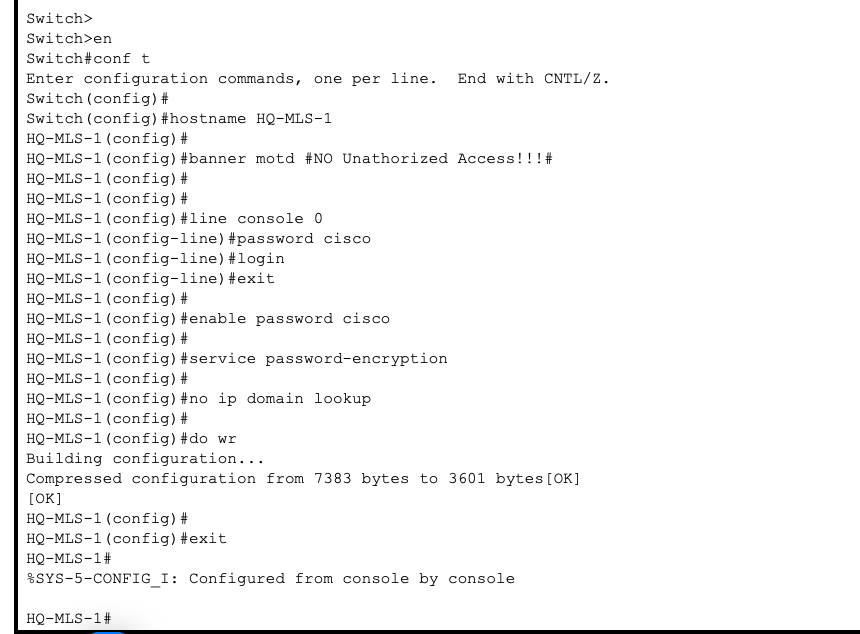 Switch>
Switch>en
Switch#conf t
Enter configuration commands, one per line.  End with CNTL/Z.
Switch(config)#
Switch(config)#hostname HQ-MLS-1
HQ-MLS-1(config)#
HQ-MLS-1(config)#banner motd #NO Unathorized Access!!!#
HQ-MLS-1(config)#
HQ-MLS-1(config)#
HQ-MLS-1(config)#line console 0
HQ-MLS-1(config-line)#password cisco
HQ-MLS-1(config-line)#login
HQ-MLS-1(config-line)#exit
HQ-MLS-1(config)#
HQ-MLS-1(config)#enable password cisco
HQ-MLS-1(config)#
HQ-MLS-1(config)#service password-encryption
HQ-MLS-1(config)#
HQ-MLS-1(config)#no ip domain lookup
HQ-MLS-1(config)#
HQ-MLS-1(config)#do wr
Building configuration...
Compressed configuration from 7383 bytes to 3601 bytes[OK]
[OK]
HQ-MLS-1(config)#
HQ-MLS-1(config)#exit
HQ-MLS-1#
%SYS-5-CONFIG_I: Configured from console by console
HQ-MLS-1#